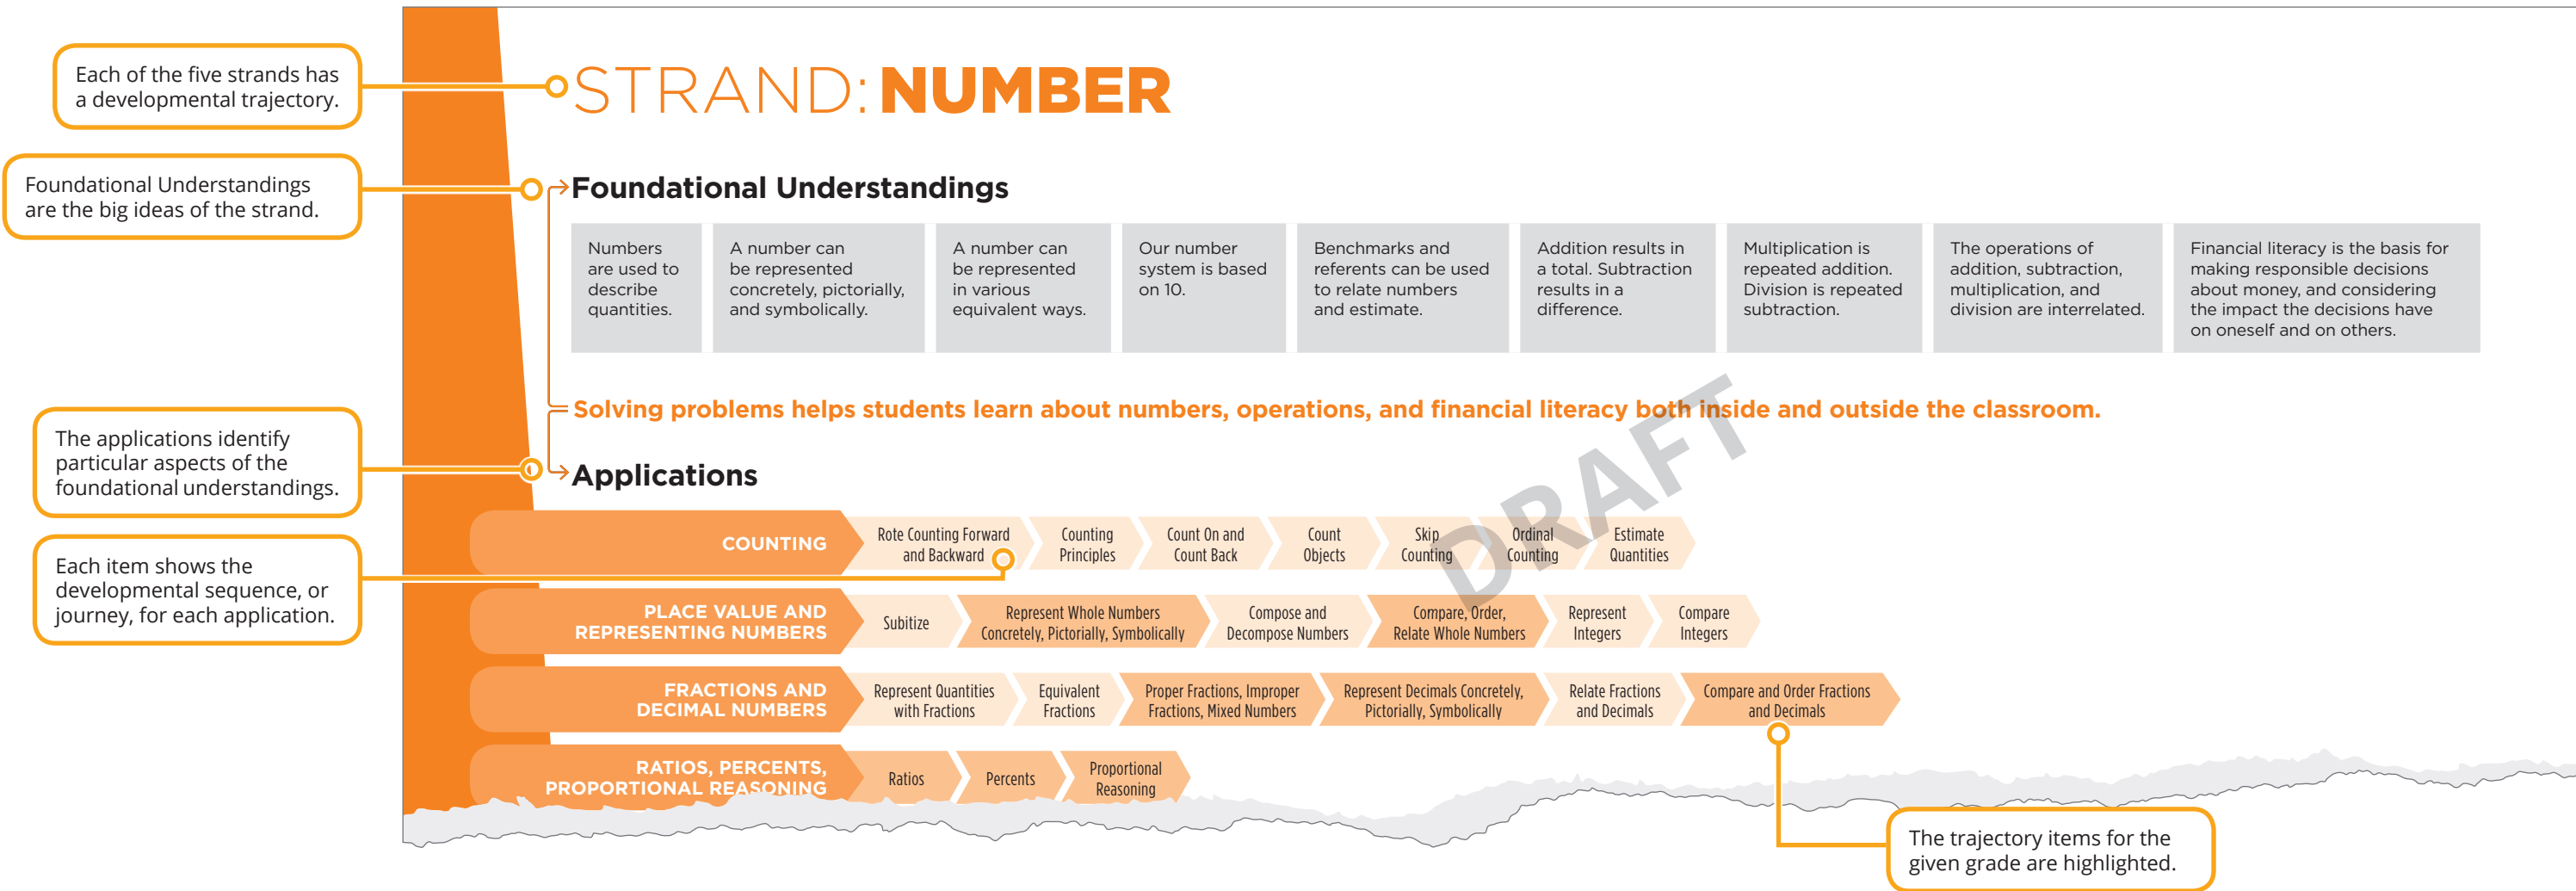 Each of the five strands has
a developmental trajectory.
STRAND: NUMBER
Foundational Understandings
are the big ideas of the strand.
Foundational Understandings
Numbers
are used to
describe
quantities.
A number can
be represented
concretely, pictorially,
and symbolically.
A number can
be represented
in various
equivalent ways.
Our number
system is based
on 10.
Benchmarks and
referents can be used
to relate numbers
and estimate.
Addition results in
a total. Subtraction
results in a
difference.
Multiplication is
repeated addition.
Division is repeated
subtraction.
The operations of
addition, subtraction,
multiplication, and
division are interrelated.
Financial literacy is the basis for
making responsible decisions
about money, and considering
the impact the decisions have
on oneself and on others.
Solving problems helps students learn about numbers, operations, and financial literacy both inside and outside the classroom.
DRAFT
The applications identify
particular aspects of the
foundational understandings.
Applications
Each item shows the
developmental sequence, or
journey, for each application.
COUNTING
Rote Counting Forward
and Backward
Counting
Principles
Count On and
Count Back
Count
Objects
Skip
Counting
Ordinal
Counting
Estimate
Quantities
PLACE VALUE AND
REPRESENTING NUMBERS
Subitize
Represent Whole Numbers
Concretely, Pictorially, Symbolically
Compose and
Decompose Numbers
Compare, Order,
Relate Whole Numbers
Represent
Integers
Compare
Integers
FRACTIONS AND
DECIMAL NUMBERS
Represent Quantities
with Fractions
Equivalent
Fractions
Proper Fractions, Improper
Fractions, Mixed Numbers
Represent Decimals Concretely,
Pictorially, Symbolically
Relate Fractions
and Decimals
Compare and Order Fractions
and Decimals
RATIOS, PERCENTS,
PROPORTIONAL REASONING
Ratios
Percents
Proportional
Reasoning
The trajectory items for the
given grade are highlighted.